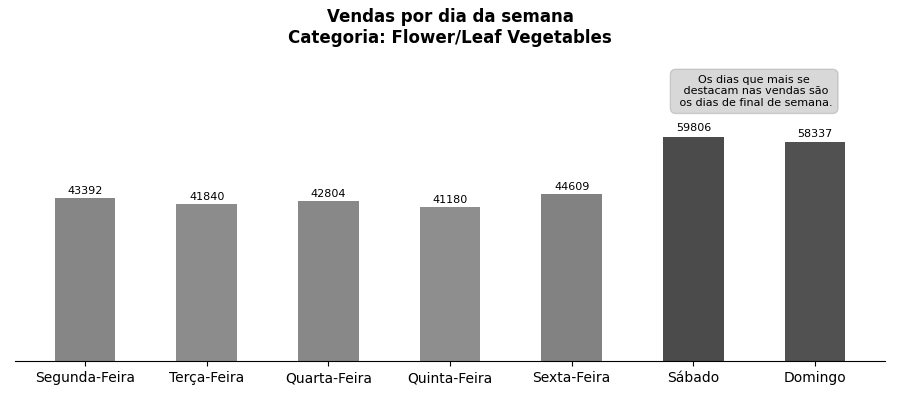 Vendas por dia da semana
Categoria: Flower/Leaf Vegetables
Os dias que mais se
destacam nas vendas são
os dias de final de semana.
43392
41840
42804
41180
44609
59806
58337
Segunda-Feira
Terça-Feira
Quarta-Feira
Quinta-Feira
Sexta-Feira
Sábado
Domingo